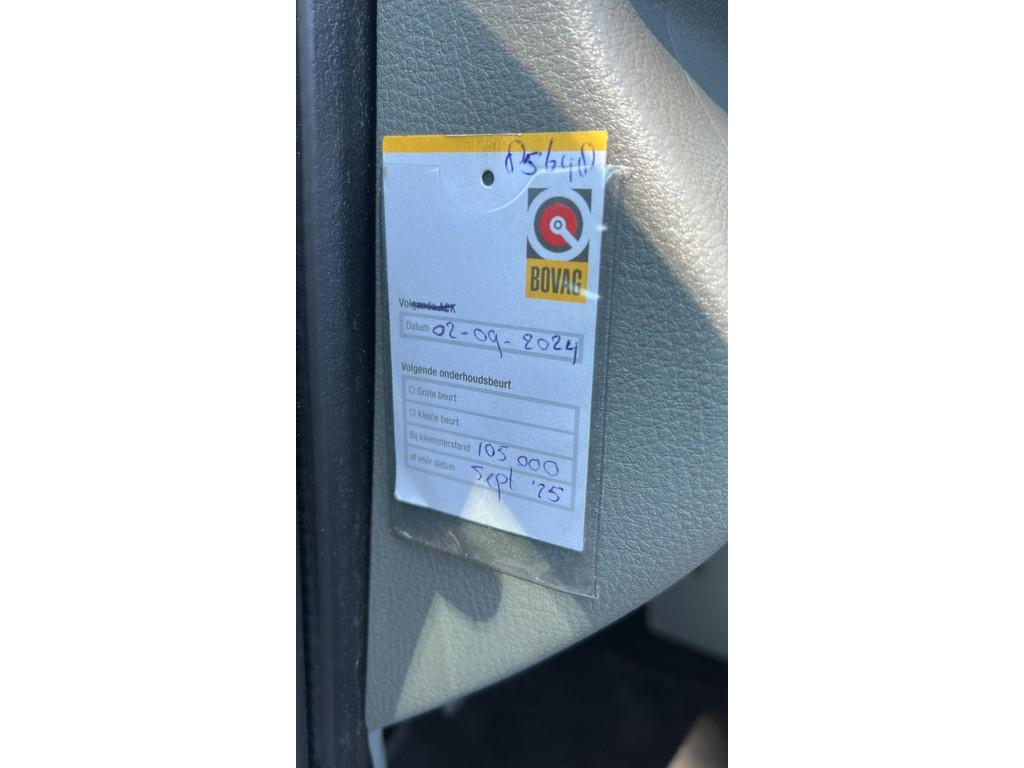 85648
BOVAG
Volgende APK
Datum 02-09-2024
Volgende onderhoudsbeurt
Grote beurt
Kleine beurt
Bij kilometerstand 105 000
of vóór datum Sept '25